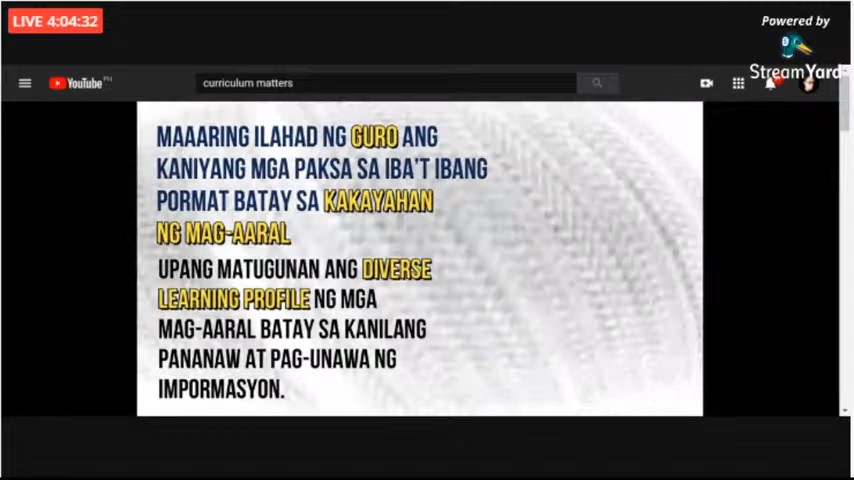 LIVE 4:04:32
Powered by
StreamYard
YouTube PH
curriculum matters
MAAARING ILAHAD NG GURO ANG
KANIYANG MGA PAKSA SA IBA'T IBANG
PORMAT BATAY SA KAKAYAHAN
NG MAG-AARAL
UPANG MATUGUNAN ANG DIVERSE
LEARNING PROFILE NG MGA
MAG-AARAL BATAY SA KANILANG
PANANAW AT PAG-UNAWA NG
IMPORMASYON.